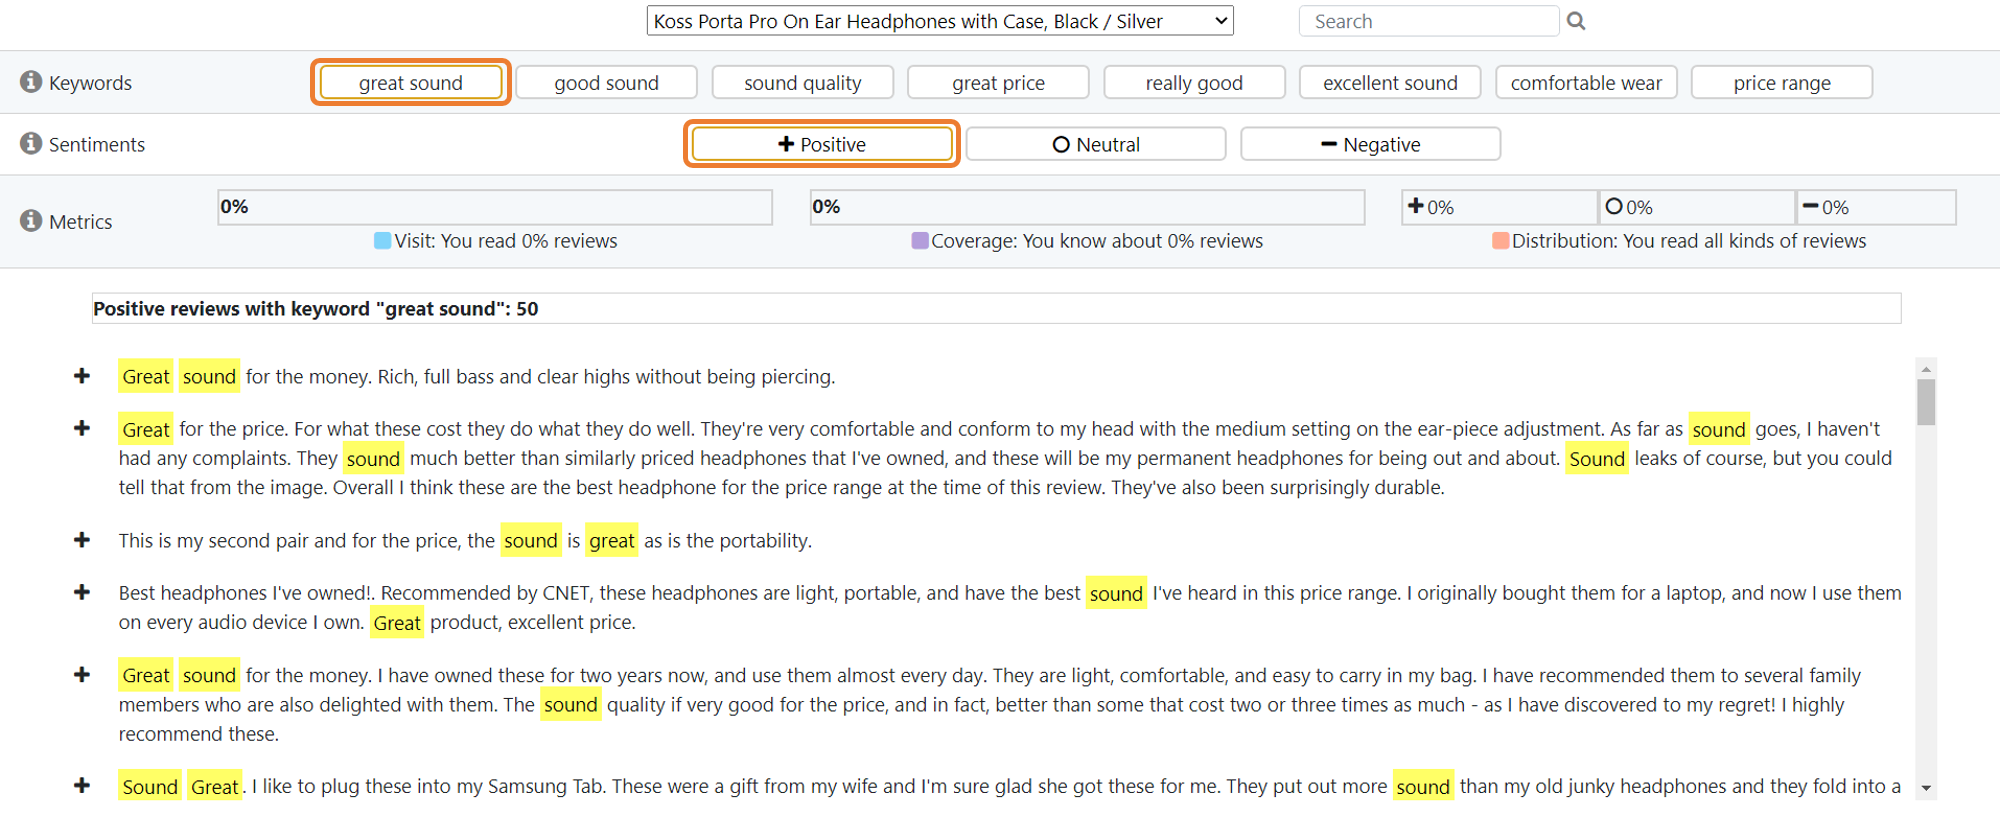 Koss Porta Pro On Ear Headphones with Case, Black / Silver Search
Keywords great sound good sound sound quality great price really good excellent sound comfortable wear price range
Sentiments Positive Neutral Negative
Metrics 0% 0% 0% 0% 0%
Visit: You read 0% reviews Coverage: You know about 0% reviews Distribution: You read all kinds of reviews
Positive reviews with keyword "great sound": 50
Great sound for the money. Rich, full bass and clear highs without being piercing.
Great for the price. For what these cost they do what they do well. They're very comfortable and conform to my head with the medium setting on the ear-piece adjustment. As far as sound goes, I haven't
had any complaints. They sound much better than similarly priced headphones that I've owned, and these will be my permanent headphones for being out and about. Sound leaks of course, but you could
tell that from the image. Overall I think these are the best headphone for the price range at the time of this review. They've also been surprisingly durable.
This is my second pair and for the price, the sound is great as is the portability.
Best headphones I've owned!. Recommended by CNET, these headphones are light, portable, and have the best sound I've heard in this price range. I originally bought them for a laptop, and now I use them
on every audio device I own. Great product, excellent price.
Great sound for the money. I have owned these for two years now, and use them almost every day. They are light, comfortable, and easy to carry in my bag. I have recommended them to several family
members who are also delighted with them. The sound quality if very good for the price, and in fact, better than some that cost two or three times as much - as I have discovered to my regret! I highly
recommend these.
Sound Great. I like to plug these into my Samsung Tab. These were a gift from my wife and I'm sure glad she got these for me. They put out more sound than my old junky headphones and they fold into a